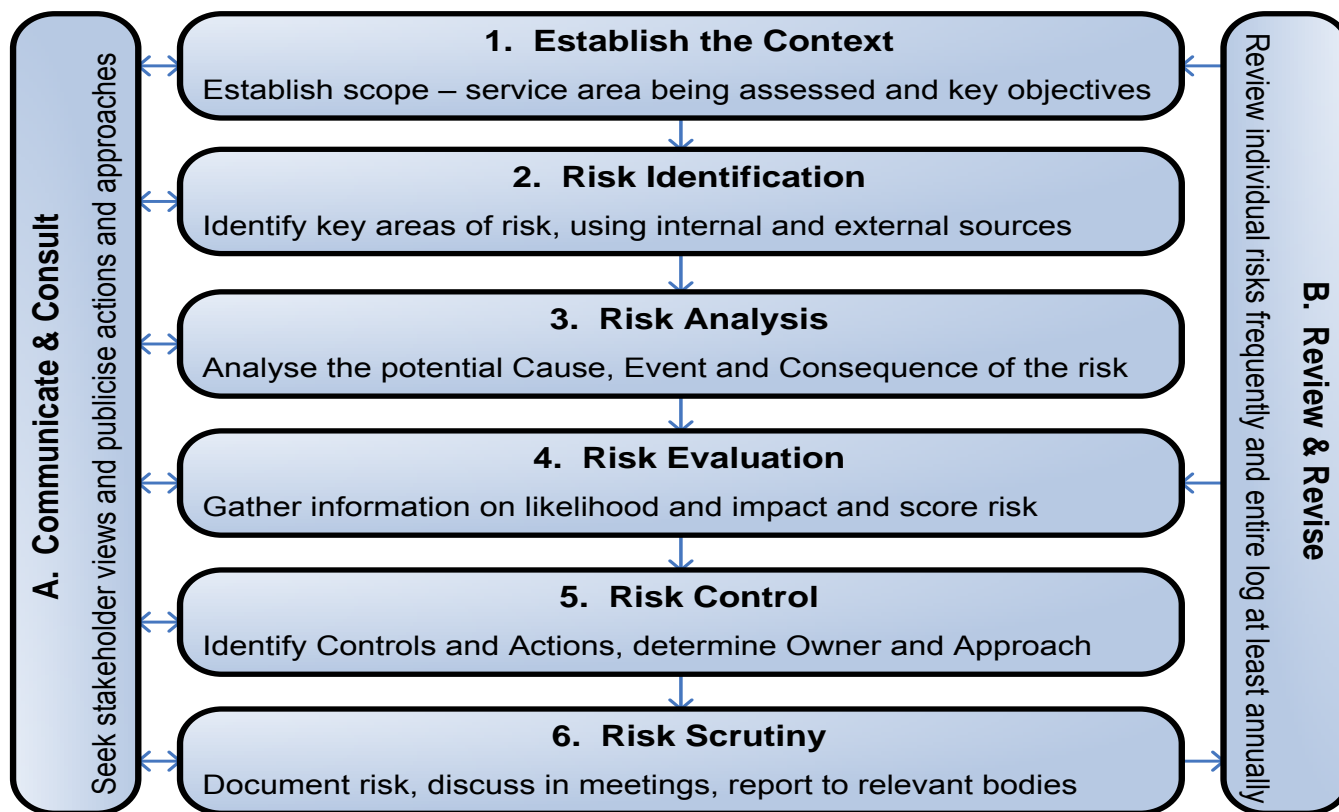 A. Communicate & Consult
Seek stakeholder views and publicise actions and approaches
1. Establish the Context
Establish scope – service area being assessed and key objectives
2. Risk Identification
Identify key areas of risk, using internal and external sources
3. Risk Analysis
Analyse the potential Cause, Event and Consequence of the risk
4. Risk Evaluation
Gather information on likelihood and impact and score risk
5. Risk Control
Identify Controls and Actions, determine Owner and Approach
6. Risk Scrutiny
Document risk, discuss in meetings, report to relevant bodies
B. Review & Revise
Review individual risks frequently and entire log at least annually